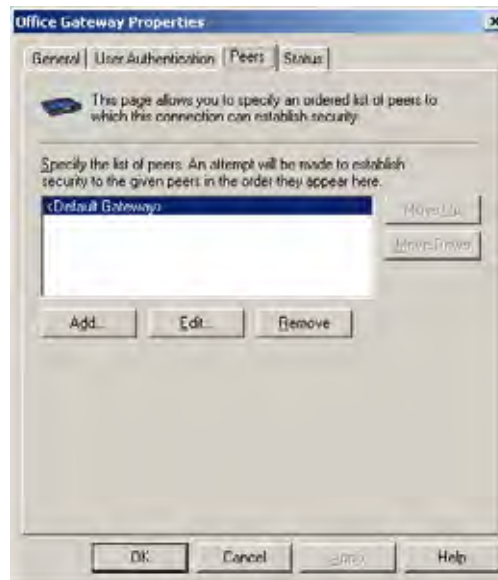 Office Gateway Properties
General User Authentication Peers Status
This page allows you to specify an ordered list of peers to
which this connection can establish security.
Specify the list of peers. An attempt will be made to establish
security to the given peers in the order they appear here.
<Default Gateway>
Move Up
Move Down
Add... Edit... Remove
OK Cancel Apply Help